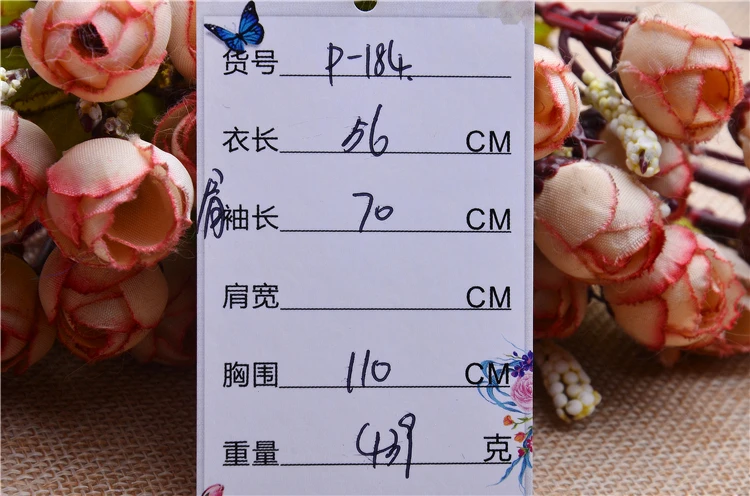 货号 P-184.
衣长 56 CM
肩袖长 70 CM
肩宽 CM
胸围 110 CM
重量 439 克